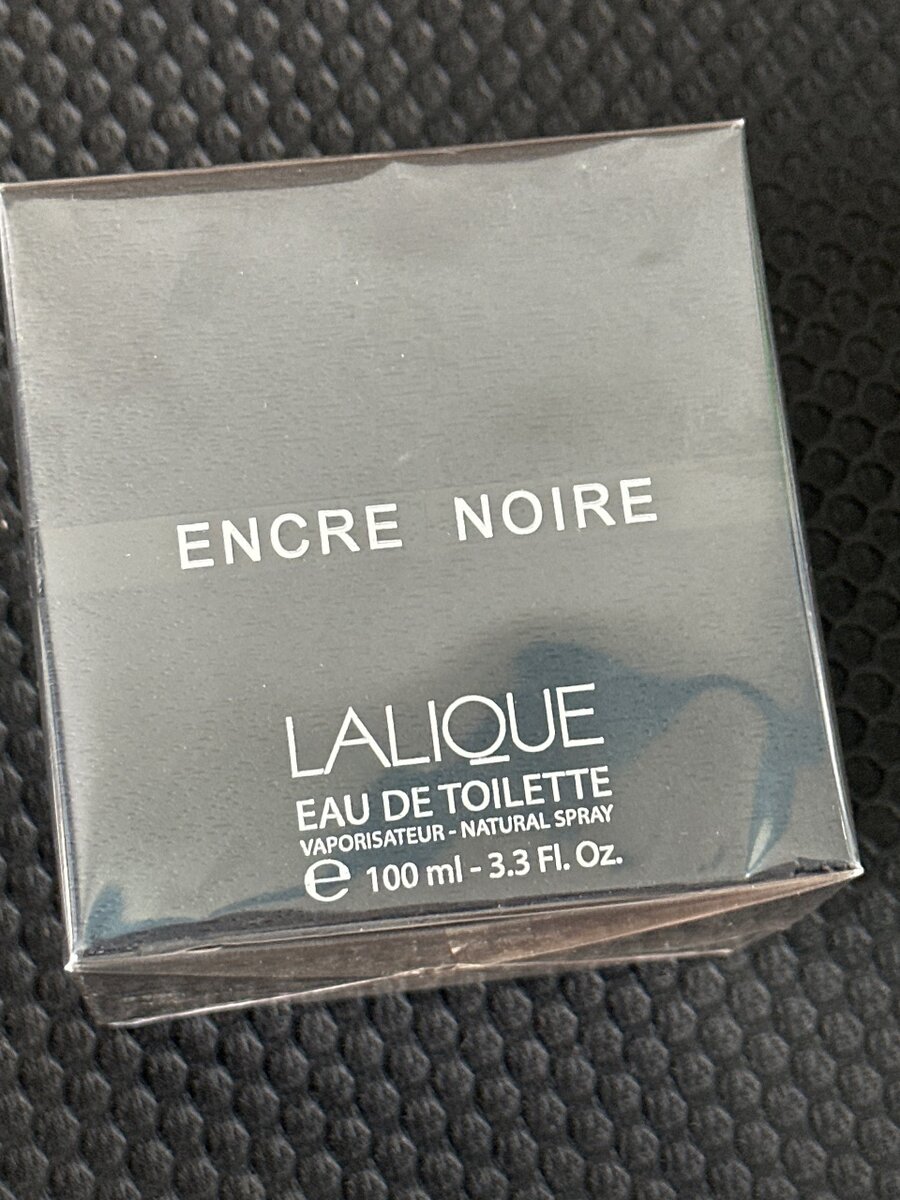 ENCRE NOIRE
LALIQUE
EAU DE TOILETTE
VAPORISATEUR - NATURAL SPRAY
℮ 100 ml - 3.3 Fl. Oz.